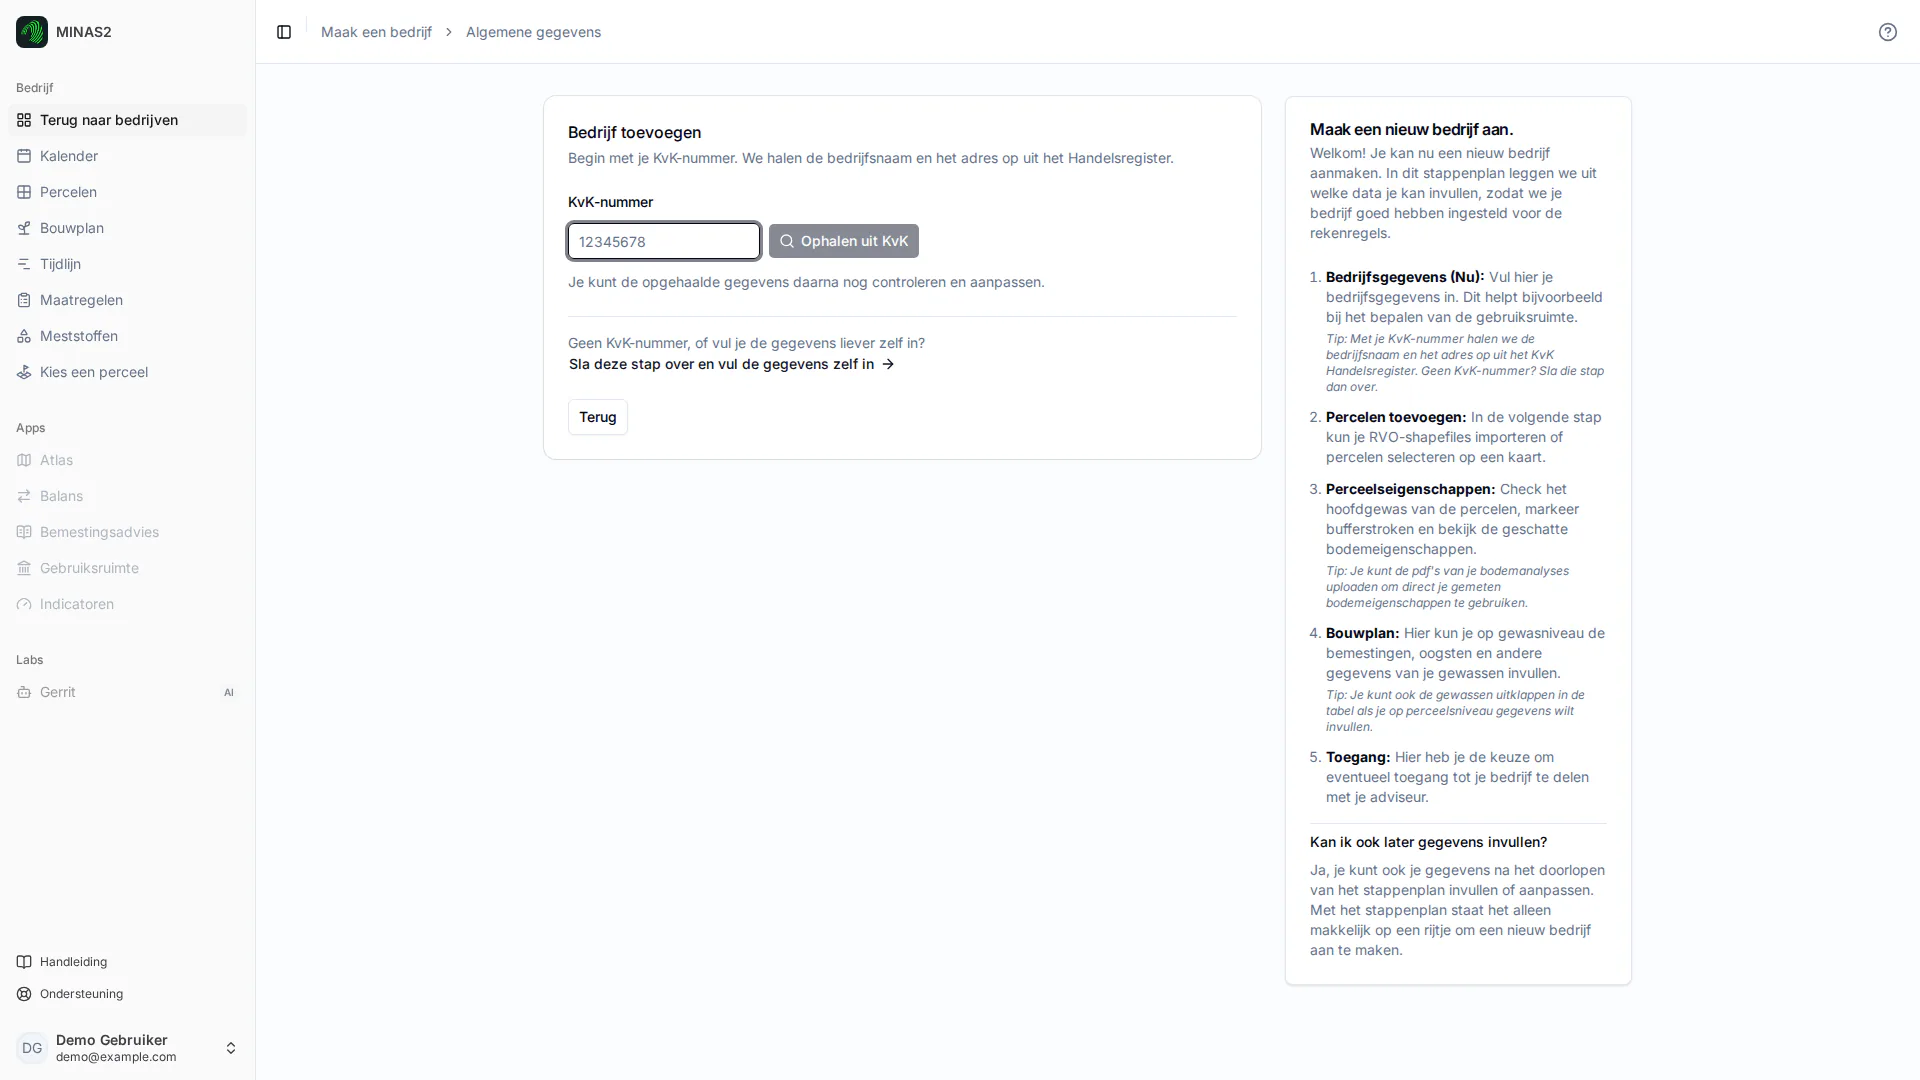 MINAS2
Bedrijf
Terug naar bedrijven
Kalender
Percelen
Bouwplan
Tijdlijn
Maatregelen
Meststoffen
Kies een perceel
Apps
Atlas
Balans
Bemestingsadvies
Gebruiksruimte
Indicatoren
Labs
Gerrit AI
Handleiding
Ondersteuning
DG
Demo Gebruiker
demo@example.com
Maak een bedrijf > Algemene gegevens
Bedrijf toevoegen
Begin met je KvK-nummer. We halen de bedrijfsnaam en het adres op uit het Handelsregister.
KvK-nummer
12345678 Ophalen uit KvK
Je kunt de opgehaalde gegevens daarna nog controleren en aanpassen.
Geen KvK-nummer, of vul je de gegevens liever zelf in?
Sla deze stap over en vul de gegevens zelf in →
Terug
Maak een nieuw bedrijf aan.
Welkom! Je kan nu een nieuw bedrijf
aanmaken. In dit stappenplan leggen we uit
welke data je kan invullen, zodat we je
bedrijf goed hebben ingesteld voor de
rekenregels.
1. Bedrijfsgegevens (Nu): Vul hier je
bedrijfsgegevens in. Dit helpt bijvoorbeeld
bij het bepalen van de gebruiksruimte.
Tip: Met je KvK-nummer halen we de
bedrijfsnaam en het adres op uit het KvK
Handelsregister. Geen KvK-nummer? Sla die stap
dan over.
2. Percelen toevoegen: In de volgende stap
kun je RVO-shapefiles importeren of
percelen selecteren op een kaart.
3. Perceelseigenschappen: Check het
hoofdgewas van de percelen, markeer
bufferstroken en bekijk de geschatte
bodemeigenschappen.
Tip: Je kunt de pdf's van je bodemanalyses
uploaden om direct je gemeten
bodemeigenschappen te gebruiken.
4. Bouwplan: Hier kun je op gewasniveau de
bemestingen, oogsten en andere
gegevens van je gewassen invullen.
Tip: Je kunt ook de gewassen uitklappen in de
tabel als je op perceelsniveau gegevens wilt
invullen.
5. Toegang: Hier heb je de keuze om
eventueel toegang tot je bedrijf te delen
met je adviseur.
Kan ik ook later gegevens invullen?
Ja, je kunt ook je gegevens na het doorlopen
van het stappenplan invullen of aanpassen.
Met het stappenplan staat het alleen
makkelijk op een rijtje om een nieuw bedrijf
aan te maken.